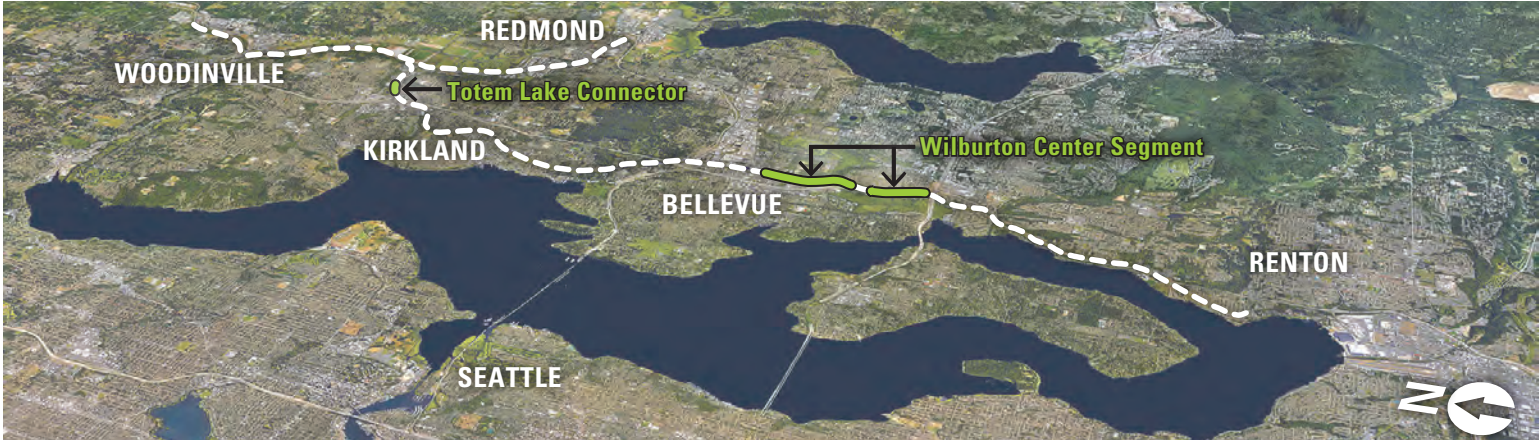 REDMOND
WOODINVILLE
Totem Lake Connector
KIRKLAND
Wilburton Center Segment
BELLEVUE
RENTON
SEATTLE
N